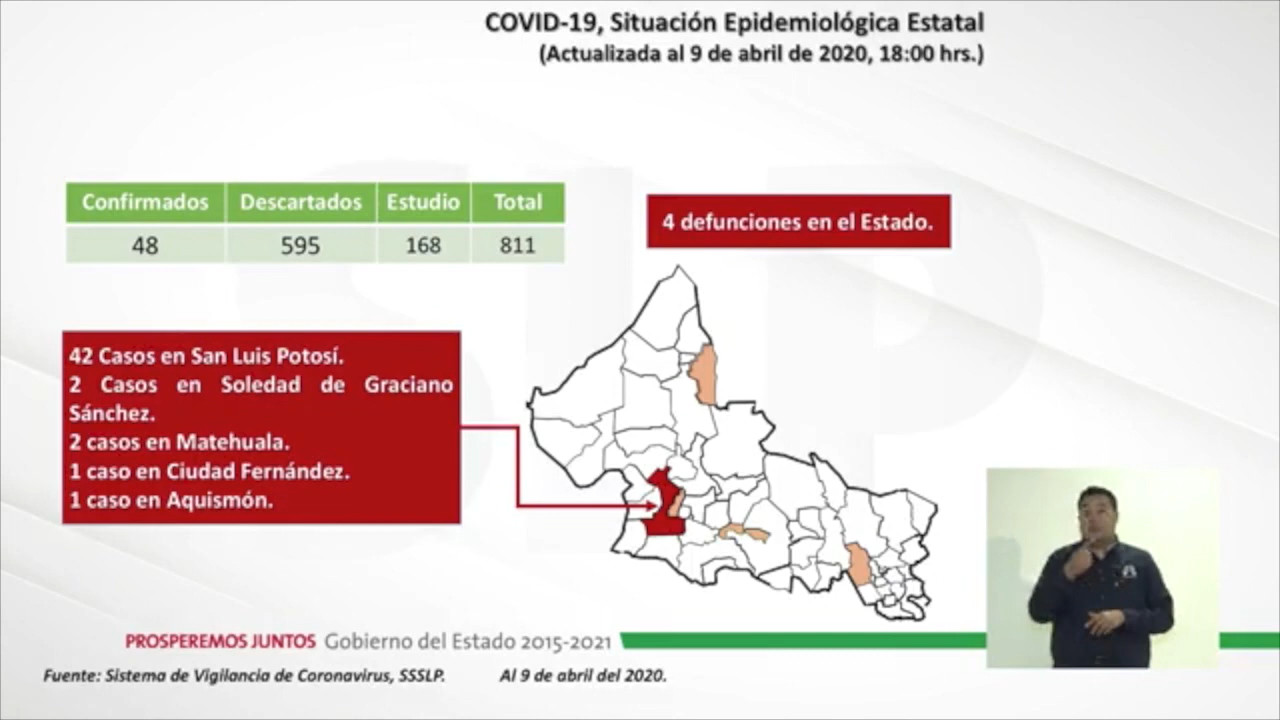 COVID-19, Situación Epidemiológica Estatal
(Actualizada al 9 de abril de 2020, 18:00 hrs.)
Confirmados Descartados Estudio Total
48 595 168 811
4 defunciones en el Estado.
42 Casos en San Luis Potosí.
2 Casos en Soledad de Graciano
Sánchez.
2 casos en Matehuala.
1 caso en Ciudad Fernández.
1 caso en Aquismón.
PROSPEREMOS JUNTOS Gobierno del Estado 2015-2021
Fuente: Sistema de Vigilancia de Coronavirus, SSSLP. Al 9 de abril del 2020.
SLP